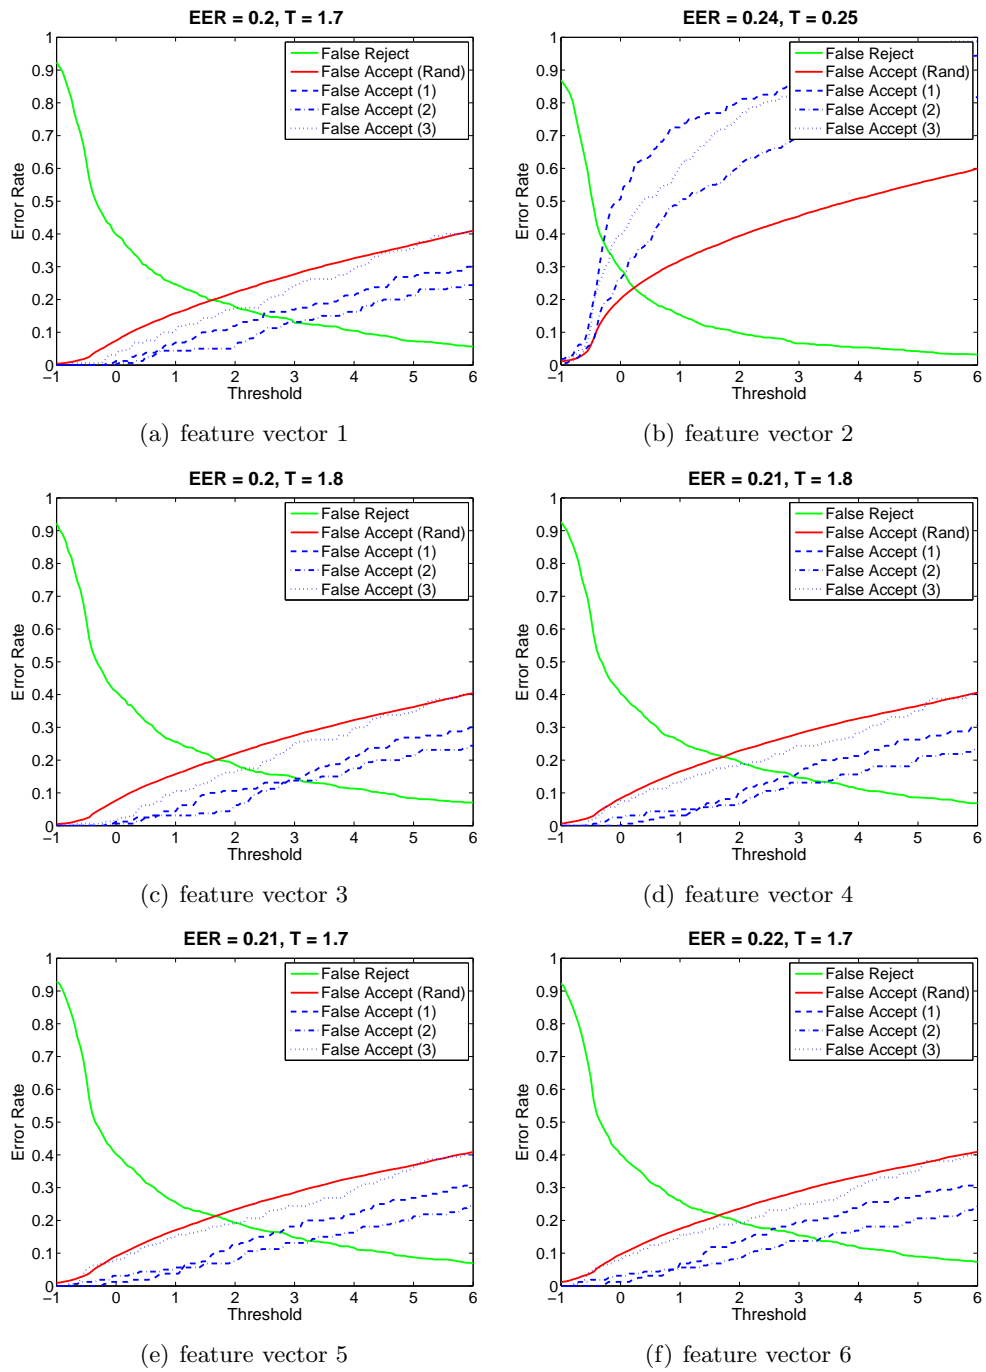 EER = 0.2, T = 1.7
1
0.9
0.8
0.7
0.6
0.5
0.4
0.3
0.2
0.1
0
Error Rate
False Reject
False Accept (Rand)
False Accept (1)
False Accept (2)
False Accept (3)
−1 0 1 2 3 4 5 6
Threshold
(a) feature vector 1
EER = 0.24, T = 0.25
1
0.9
0.8
0.7
0.6
0.5
0.4
0.3
0.2
0.1
0
Error Rate
False Reject
False Accept (Rand)
False Accept (1)
False Accept (2)
False Accept (3)
−1 0 1 2 3 4 5 6
Threshold
(b) feature vector 2
EER = 0.2, T = 1.8
1
0.9
0.8
0.7
0.6
0.5
0.4
0.3
0.2
0.1
0
Error Rate
False Reject
False Accept (Rand)
False Accept (1)
False Accept (2)
False Accept (3)
−1 0 1 2 3 4 5 6
Threshold
(c) feature vector 3
EER = 0.21, T = 1.8
1
0.9
0.8
0.7
0.6
0.5
0.4
0.3
0.2
0.1
0
Error Rate
False Reject
False Accept (Rand)
False Accept (1)
False Accept (2)
False Accept (3)
−1 0 1 2 3 4 5 6
Threshold
(d) feature vector 4
EER = 0.21, T = 1.7
1
0.9
0.8
0.7
0.6
0.5
0.4
0.3
0.2
0.1
0
Error Rate
False Reject
False Accept (Rand)
False Accept (1)
False Accept (2)
False Accept (3)
−1 0 1 2 3 4 5 6
Threshold
(e) feature vector 5
EER = 0.22, T = 1.7
1
0.9
0.8
0.7
0.6
0.5
0.4
0.3
0.2
0.1
0
Error Rate
False Reject
False Accept (Rand)
False Accept (1)
False Accept (2)
False Accept (3)
−1 0 1 2 3 4 5 6
Threshold
(f) feature vector 6